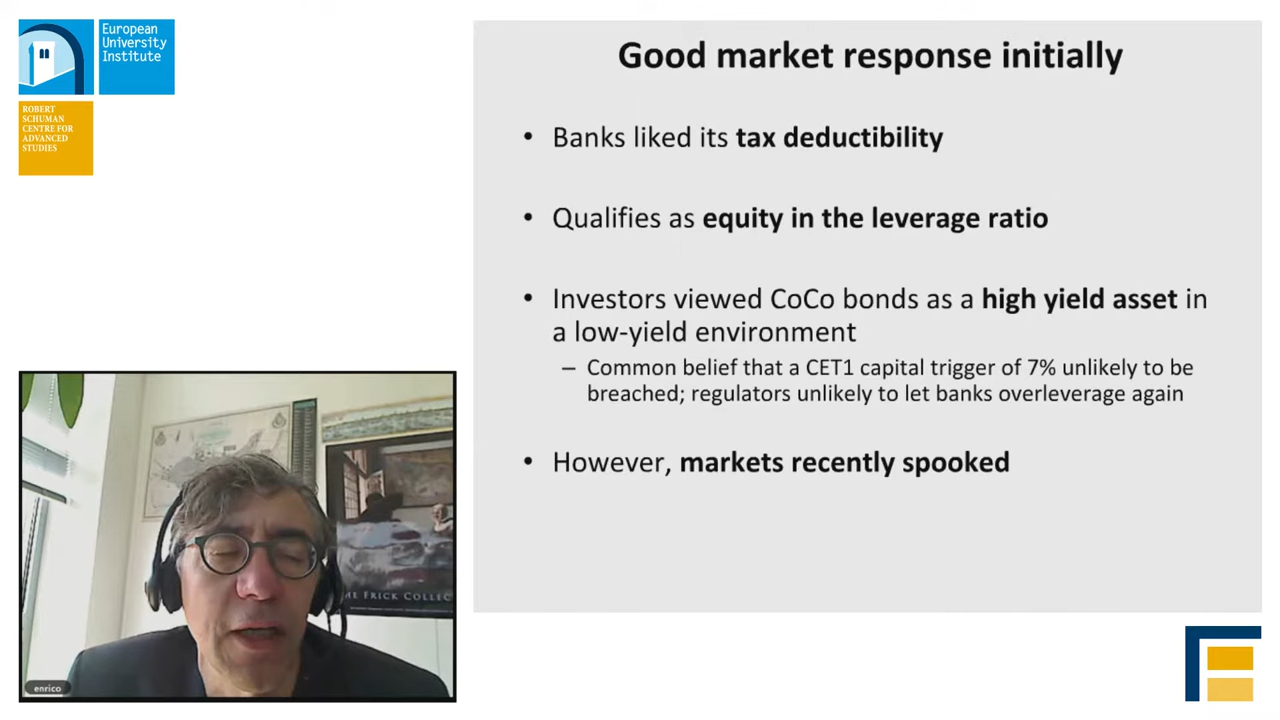 European
University
Institute
ROBERT
SCHUMAN
CENTRE FOR
ADVANCED
STUDIES
Good market response initially
• Banks liked its tax deductibility
• Qualifies as equity in the leverage ratio
• Investors viewed CoCo bonds as a high yield asset in
a low-yield environment
– Common belief that a CET1 capital trigger of 7% unlikely to be
breached; regulators unlikely to let banks overleverage again
• However, markets recently spooked
HE FRICK COLLEC
enrico